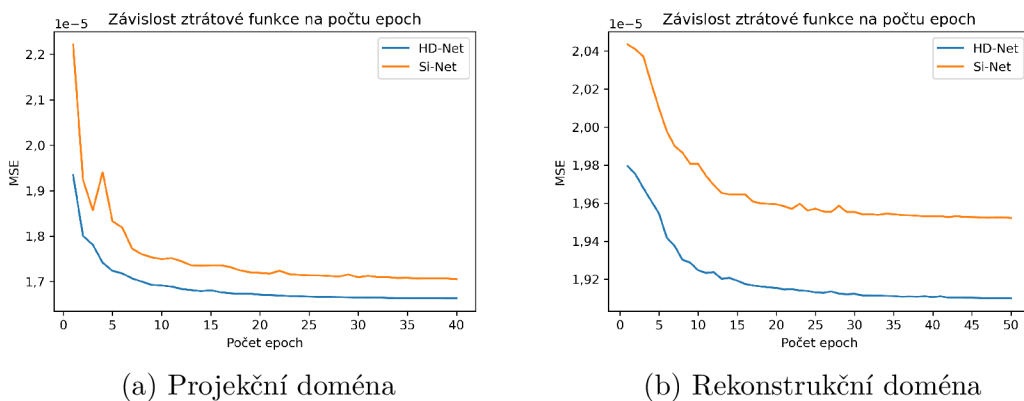 Závislost ztrátové funkce na počtu epoch
1e−5
2,2
2,1
2,0
1,9
1,8
1,7
MSE
HD-Net
Si-Net
0 5 10 15 20 25 30 35 40
Počet epoch
(a) Projekční doména
Závislost ztrátové funkce na počtu epoch
1e−5
2,04
2,02
2,00
1,98
1,96
1,94
1,92
MSE
HD-Net
Si-Net
0 5 10 15 20 25 30 35 40 45 50
Počet epoch
(b) Rekonstrukční doména